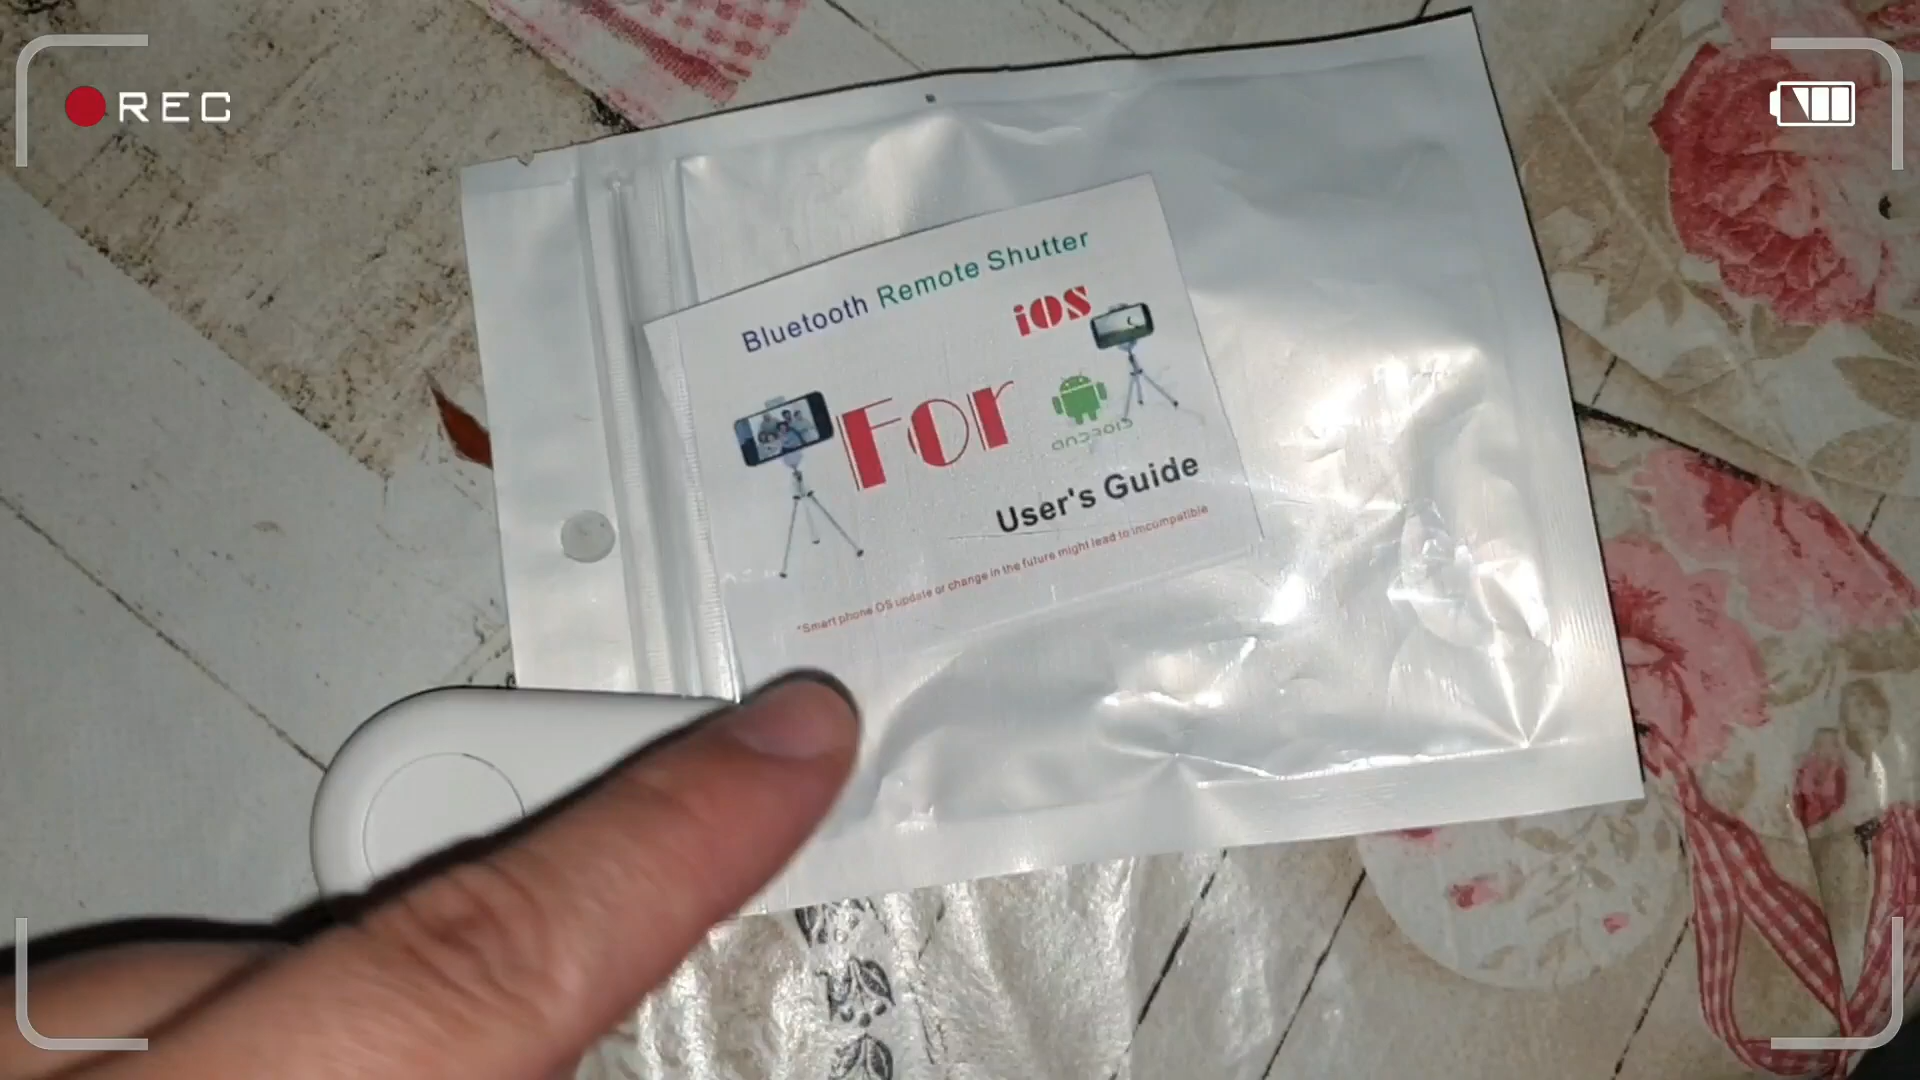 REC
Bluetooth Remote Shutter
iOS
For
ANDROID
User's Guide
*Smart phone OS update or change in the future might lead to imcompatible